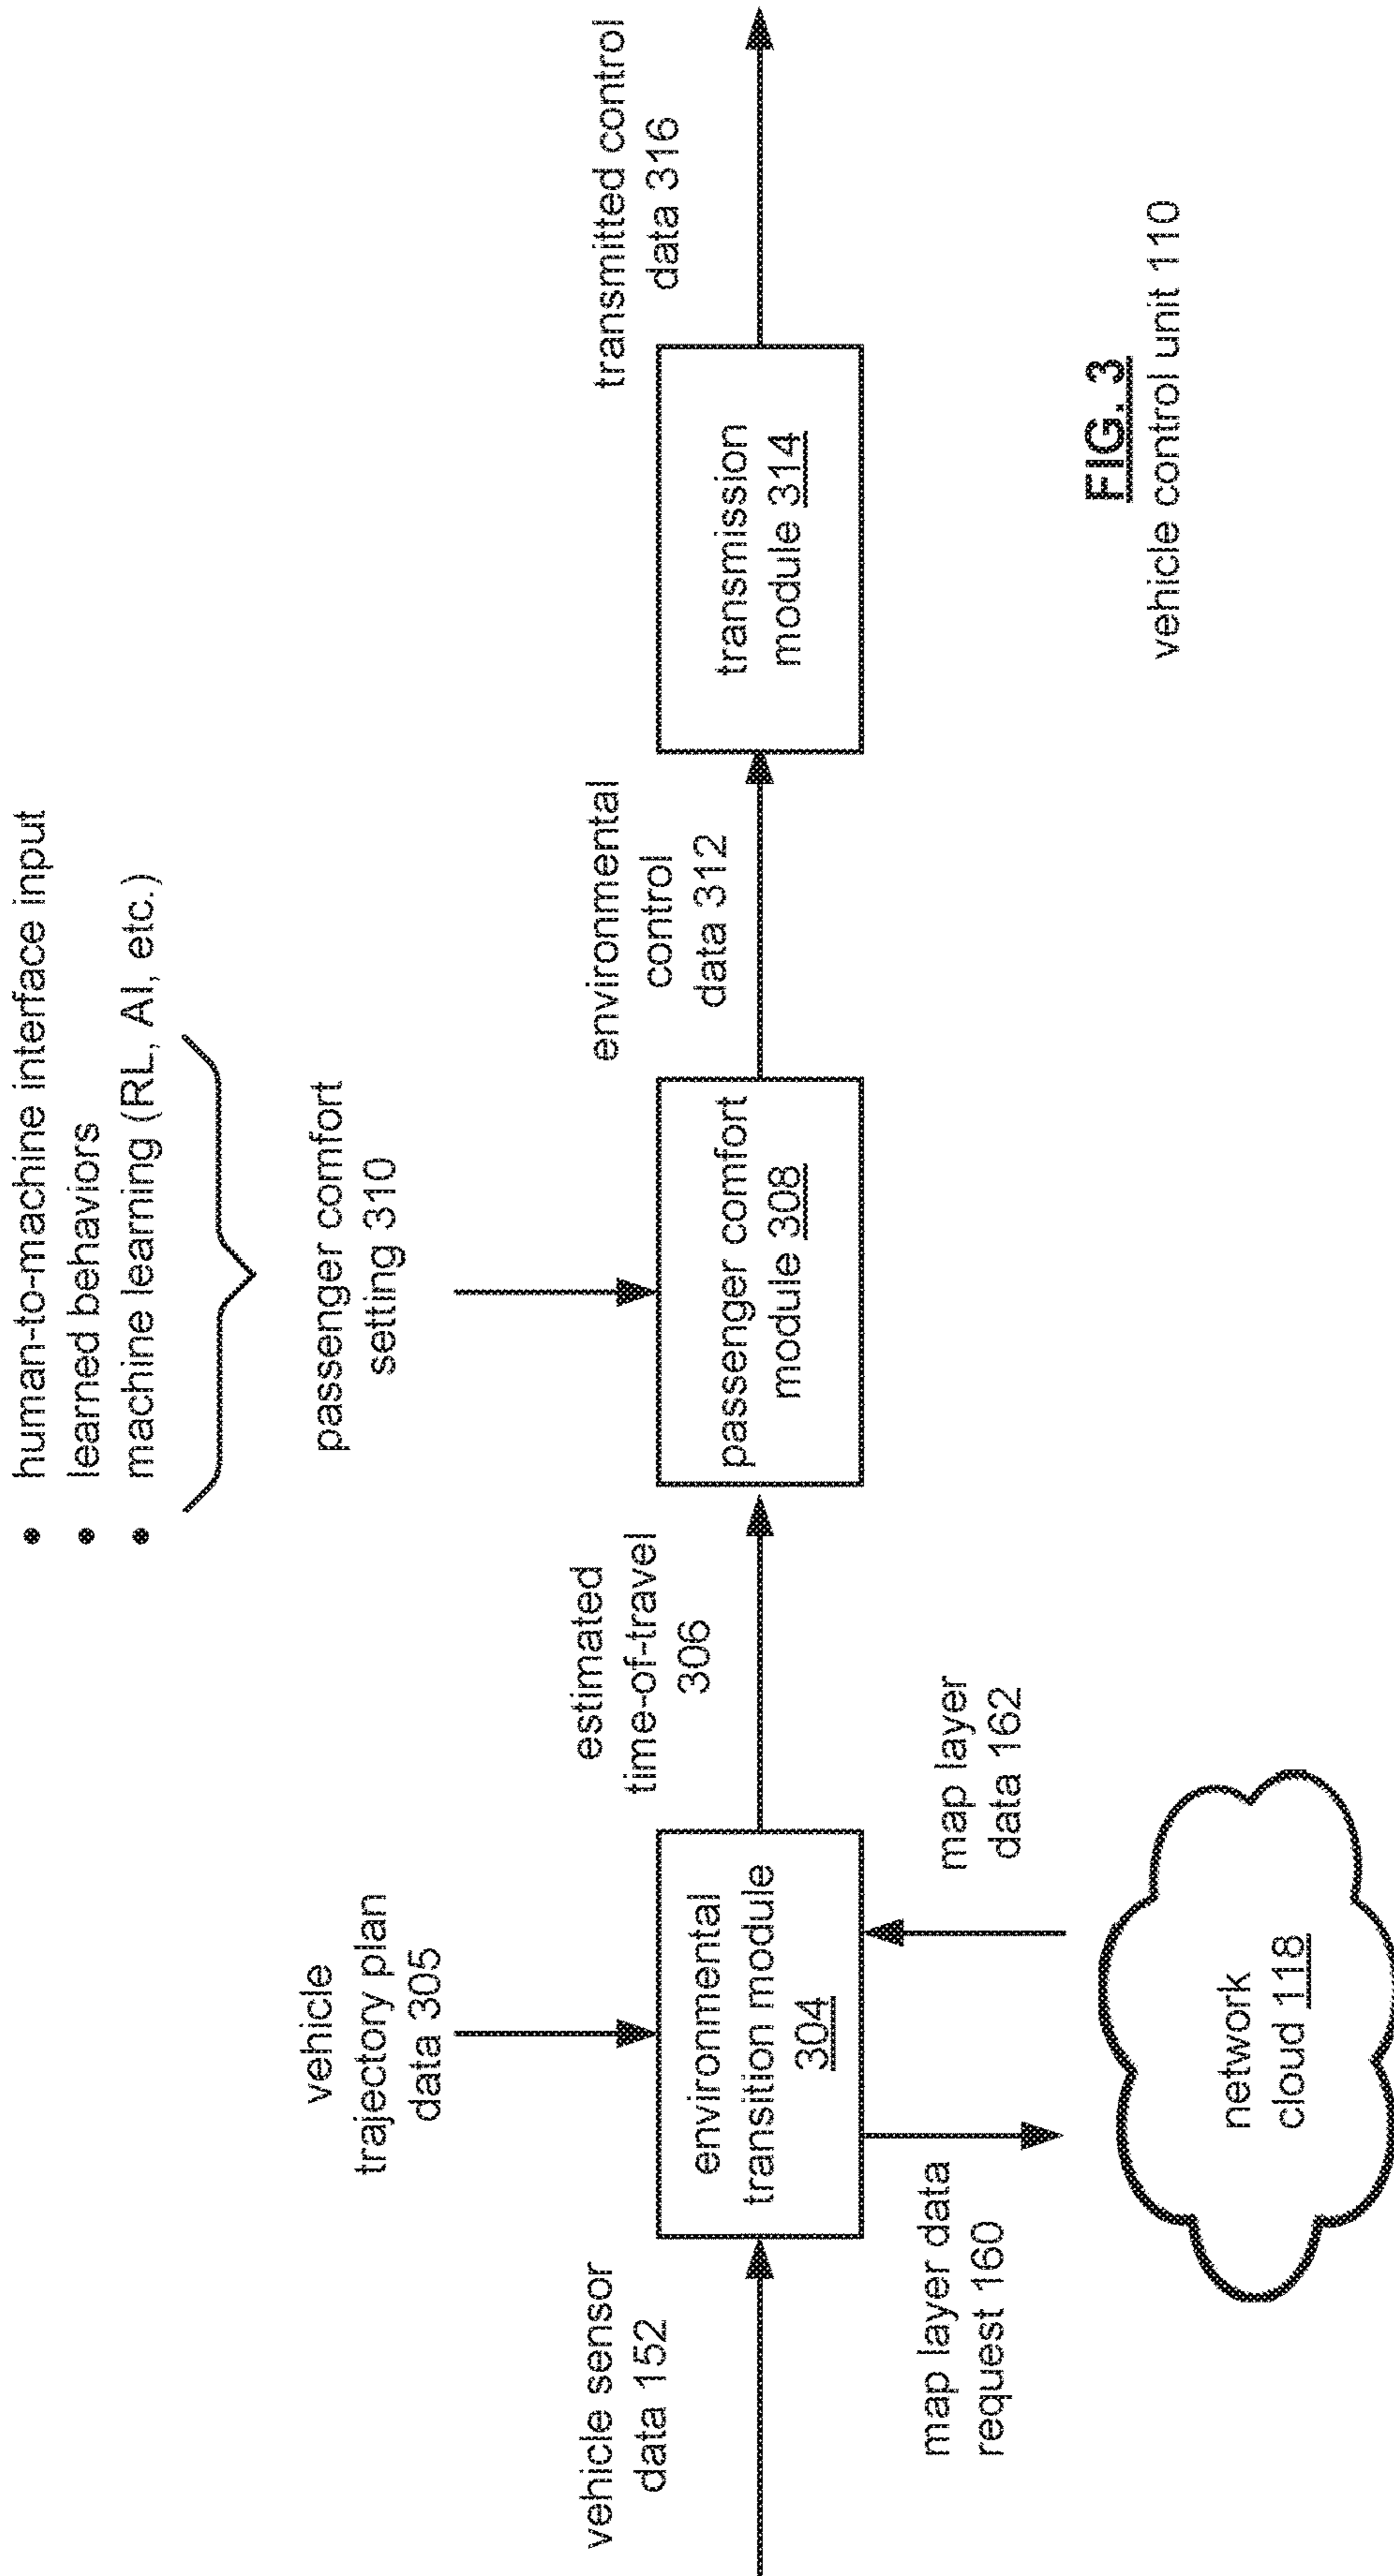 • human-to-machine interface input
• learned behaviors
• machine learning (RL, AI, etc.)
vehicle
trajectory plan
data 305
passenger comfort
setting 310
vehicle sensor
data 152
environmental
transition module
304
estimated
time-of-travel
306
passenger comfort
module 308
environmental
control
data 312
transmission
module 314
transmitted control
data 316
map layer data
request 160
map layer
data 162
network
cloud 118
FIG. 3
vehicle control unit 110